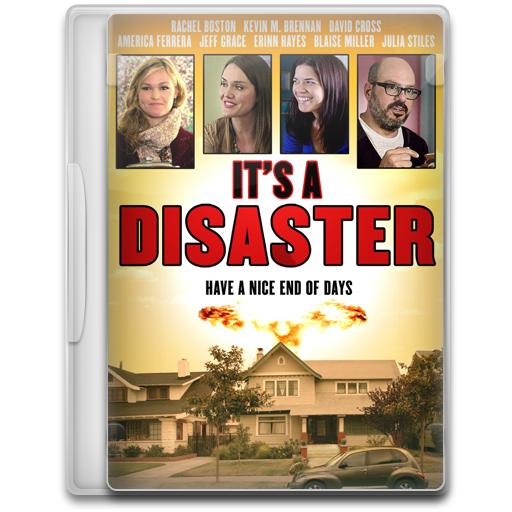 RACHEL BOSTON KEVIN M. BRENNAN DAVID CROSS
AMERICA FERRERA JEFF GRACE ERINN HAYES BLAISE MILLER JULIA STILES
IT'S A
DISASTER
HAVE A NICE END OF DAYS